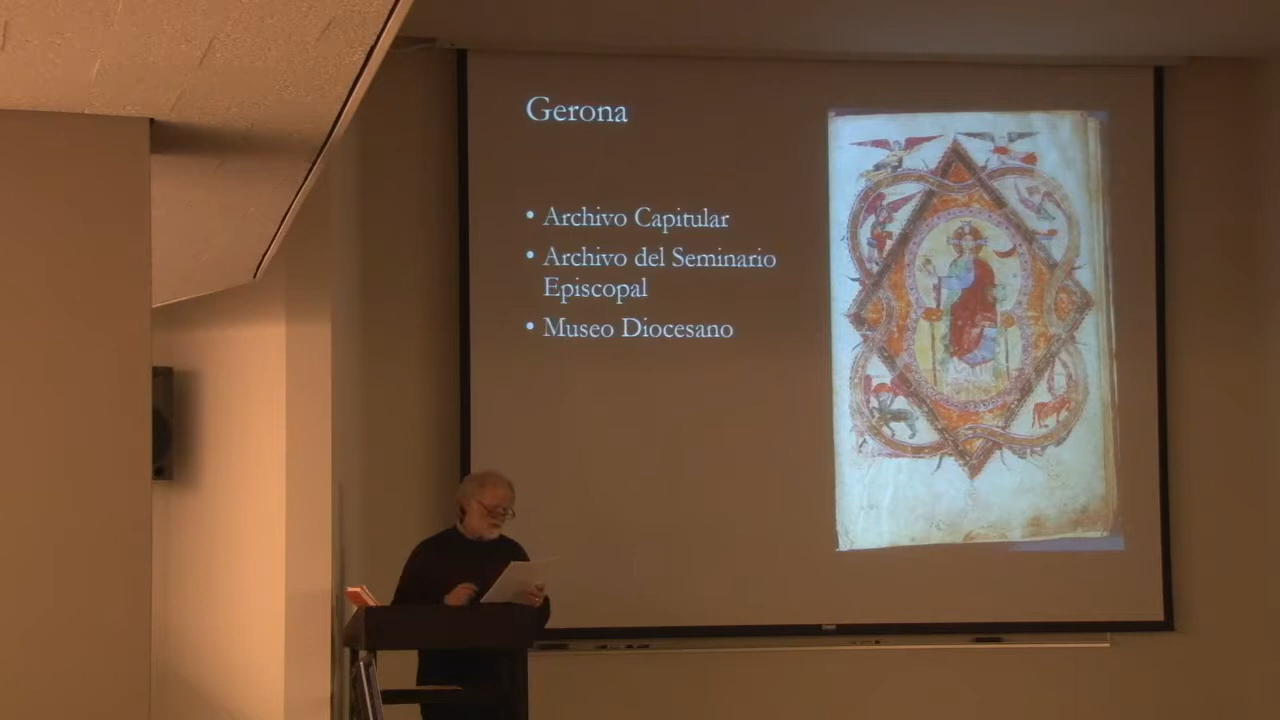 Gerona
• Archivo Capitular
• Archivo del Seminario
Episcopal
• Museo Diocesano